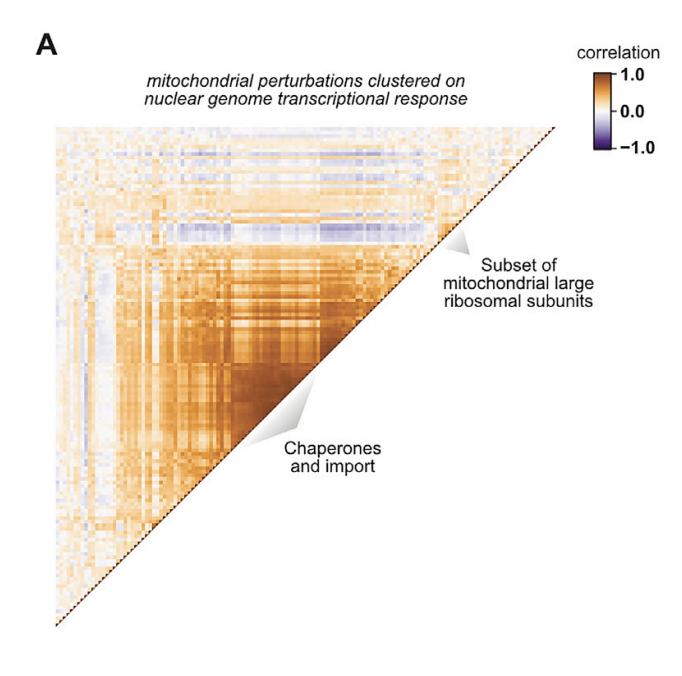 A
correlation
1.0
0.0
−1.0
mitochondrial perturbations clustered on
nuclear genome transcriptional response
Subset of
mitochondrial large
ribosomal subunits
Chaperones
and import